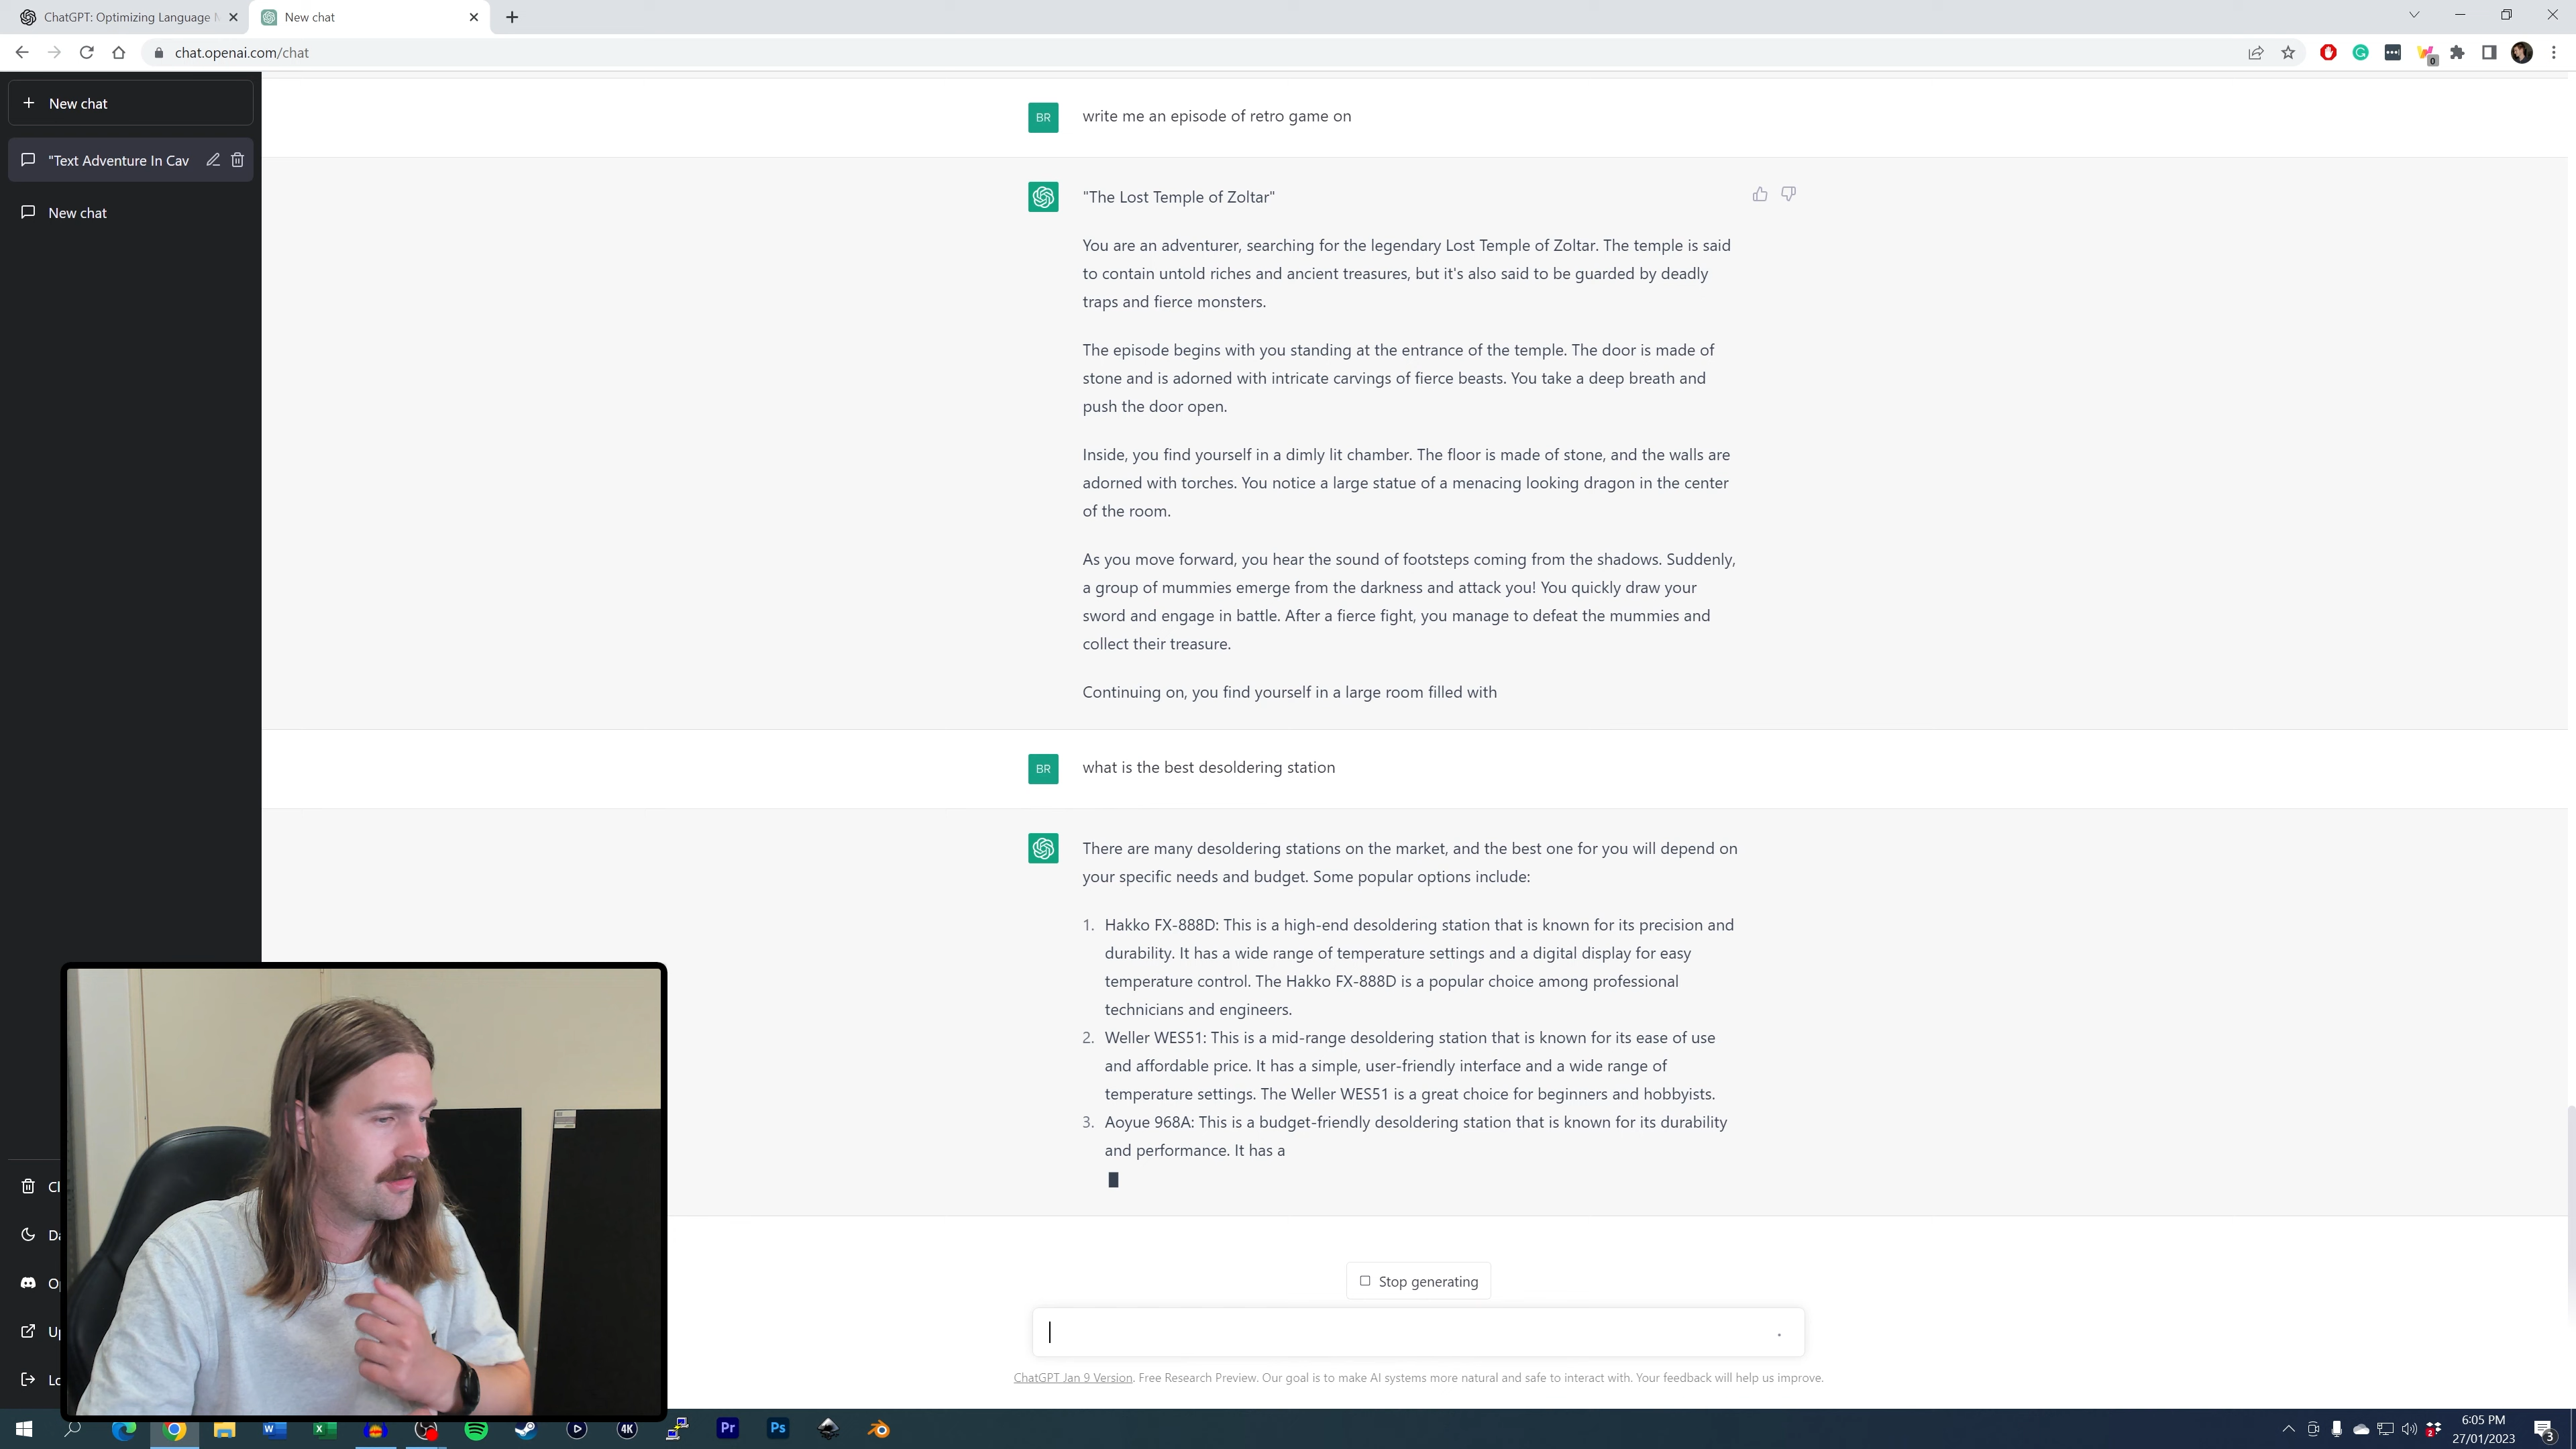 ChatGPT: Optimizing Language
New chat
chat.openai.com/chat
0
New chat
"Text Adventure In Cav
New chat
BR
write me an episode of retro game on
"The Lost Temple of Zoltar"
You are an adventurer, searching for the legendary Lost Temple of Zoltar. The temple is said
to contain untold riches and ancient treasures, but it's also said to be guarded by deadly
traps and fierce monsters.
The episode begins with you standing at the entrance of the temple. The door is made of
stone and is adorned with intricate carvings of fierce beasts. You take a deep breath and
push the door open.
Inside, you find yourself in a dimly lit chamber. The floor is made of stone, and the walls are
adorned with torches. You notice a large statue of a menacing looking dragon in the center
of the room.
As you move forward, you hear the sound of footsteps coming from the shadows. Suddenly,
a group of mummies emerge from the darkness and attack you! You quickly draw your
sword and engage in battle. After a fierce fight, you manage to defeat the mummies and
collect their treasure.
Continuing on, you find yourself in a large room filled with
BR
what is the best desoldering station
There are many desoldering stations on the market, and the best one for you will depend on
your specific needs and budget. Some popular options include:
1. Hakko FX-888D: This is a high-end desoldering station that is known for its precision and
durability. It has a wide range of temperature settings and a digital display for easy
temperature control. The Hakko FX-888D is a popular choice among professional
technicians and engineers.
2. Weller WES51: This is a mid-range desoldering station that is known for its ease of use
and affordable price. It has a simple, user-friendly interface and a wide range of
temperature settings. The Weller WES51 is a great choice for beginners and hobbyists.
3. Aoyue 968A: This is a budget-friendly desoldering station that is known for its durability
and performance. It has a
Stop generating
ChatGPT Jan 9 Version. Free Research Preview. Our goal is to make AI systems more natural and safe to interact with. Your feedback will help us improve.
4K
Pr
Ps
2
6:05 PM
27/01/2023
3